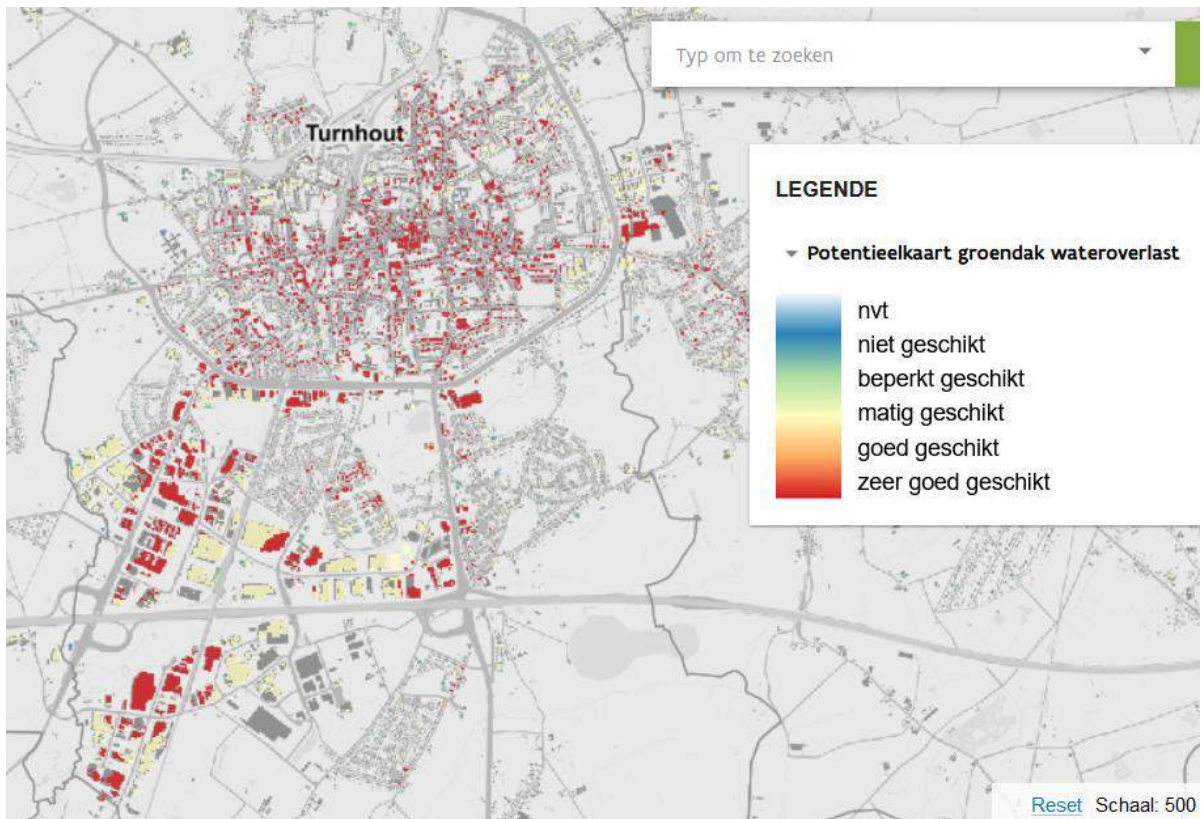 Typ om te zoeken
Turnhout
LEGENDE
Potentieelkaart groendak wateroverlast
nvt
niet geschikt
beperkt geschikt
matig geschikt
goed geschikt
zeer goed geschikt
Reset Schaal: 500